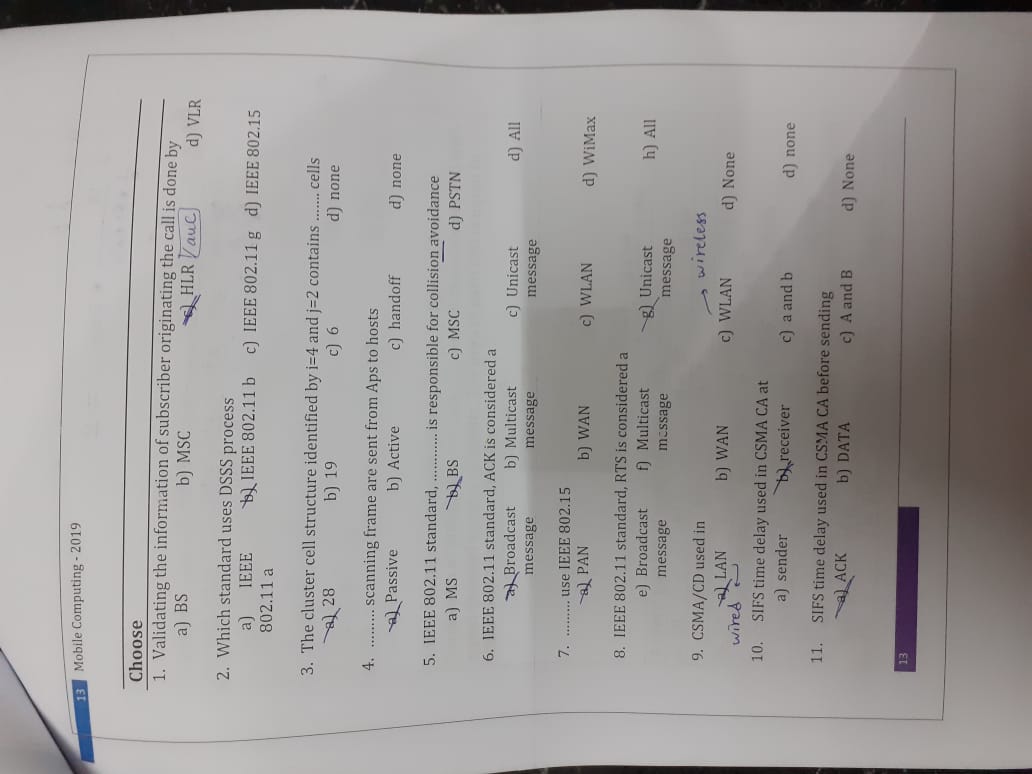 13 Mobile Computing - 2019
Choose
1. Validating the information of subscriber originating the call is done by
a) BS b) MSC c) HLR /auc d) VLR
2. Which standard uses DSSS process
a) IEEE b) IEEE 802.11 b c) IEEE 802.11 g d) IEEE 802.15
802.11 a
3. The cluster cell structure identified by i=4 and j=2 contains ....... cells
a) 28 b) 19 c) 6 d) none
4. ......... scanning frame are sent from Aps to hosts
a) Passive b) Active c) handoff d) none
5. IEEE 802.11 standard, ............ is responsible for collision avoidance
a) MS b) BS c) MSC d) PSTN
6. IEEE 802.11 standard, ACK is considered a
a) Broadcast b) Multicast c) Unicast d) All
message message message
7. ......... use IEEE 802.15
a) PAN b) WAN c) WLAN d) WiMax
8. IEEE 802.11 standard, RTS is considered a
e) Broadcast f) Multicast g) Unicast h) All
message message message
9. CSMA/CD used in → wireless
a) LAN b) WAN c) WLAN d) None
wired ↵
10. SIFS time delay used in CSMA CA at
a) sender b) receiver c) a and b d) none
11. SIFS time delay used in CSMA CA before sending
a) ACK b) DATA c) A and B d) None
13